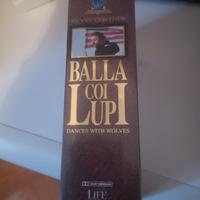 KEVIN COSTNER
BALLA
COI
LUPI
DANCES WITH WOLVES
LIFE